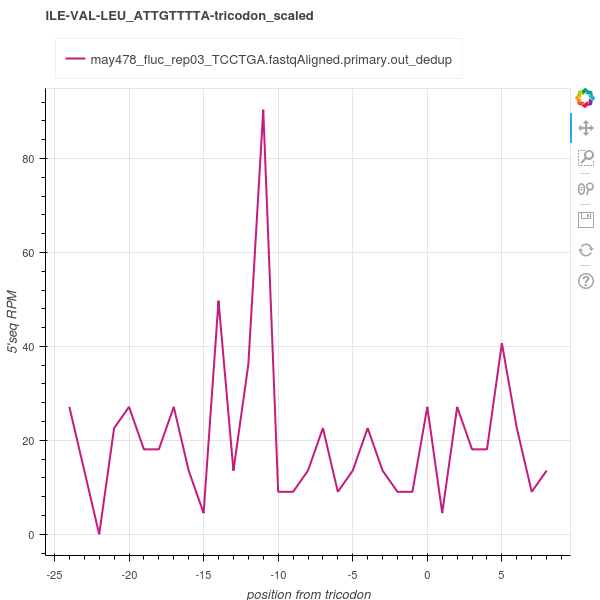 ILE-VAL-LEU_ATTGTTTTA-tricodon_scaled
may478_fluc_rep03_TCCTGA.fastqAligned.primary.out_dedup
80
60
40
20
0
5'seq RPM
-25 -20 -15 -10 -5 0 5
position from tricodon